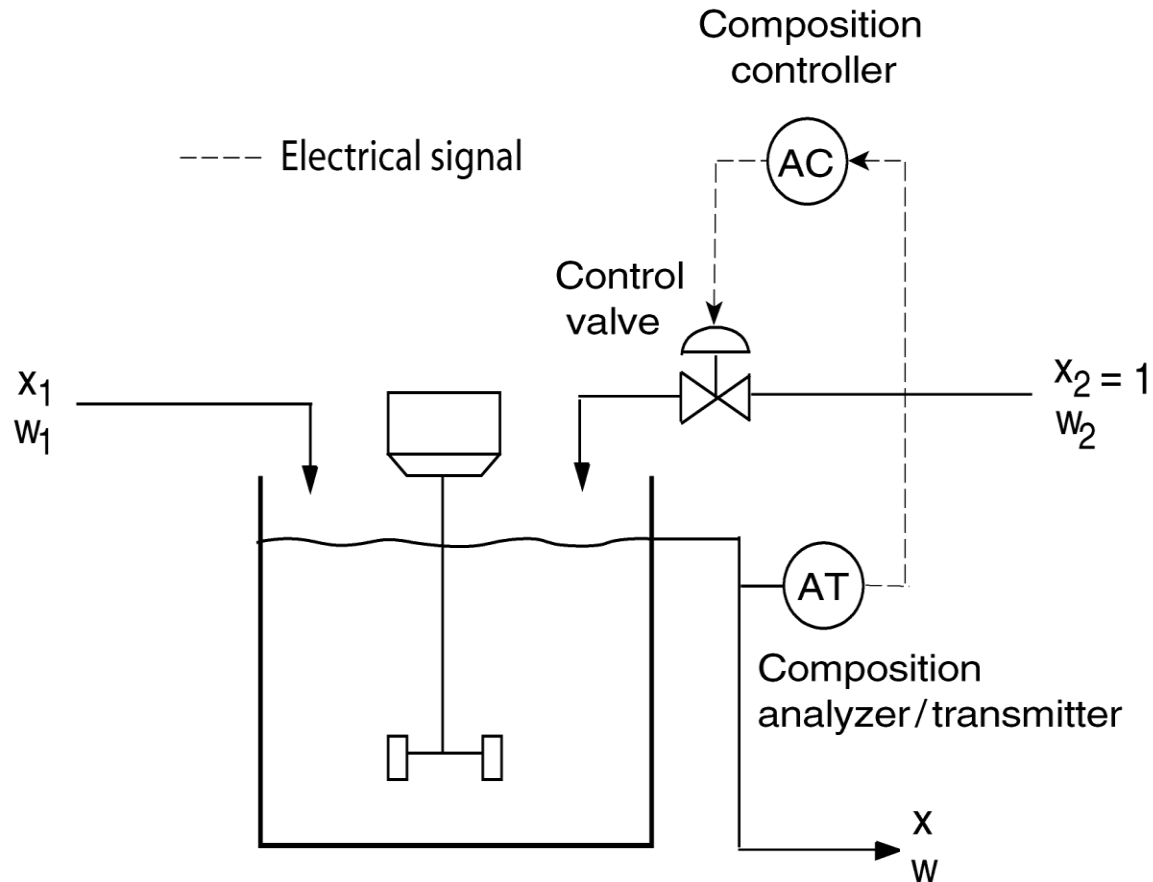 Composition
controller
---- Electrical signal
AC
Control
valve
x₁
w₁
x₂ = 1
w₂
AT
Composition
analyzer/transmitter
x
w